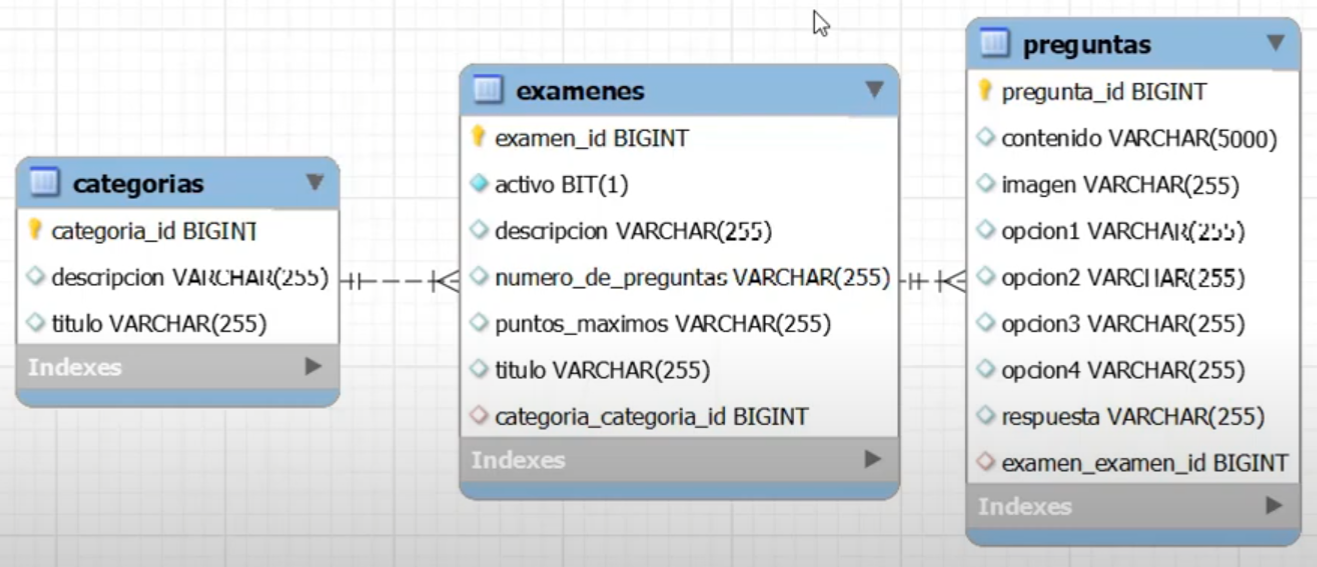 categorias
categoria_id BIGINT
descripcion VARCHAR(255)
titulo VARCHAR(255)
Indexes
examenes
examen_id BIGINT
activo BIT(1)
descripcion VARCHAR(255)
numero_de_preguntas VARCHAR(255)
puntos_maximos VARCHAR(255)
titulo VARCHAR(255)
categoria_categoria_id BIGINT
Indexes
preguntas
pregunta_id BIGINT
contenido VARCHAR(5000)
imagen VARCHAR(255)
opcion1 VARCHAR(255)
opcion2 VARCHAR(255)
opcion3 VARCHAR(255)
opcion4 VARCHAR(255)
respuesta VARCHAR(255)
examen_examen_id BIGINT
Indexes